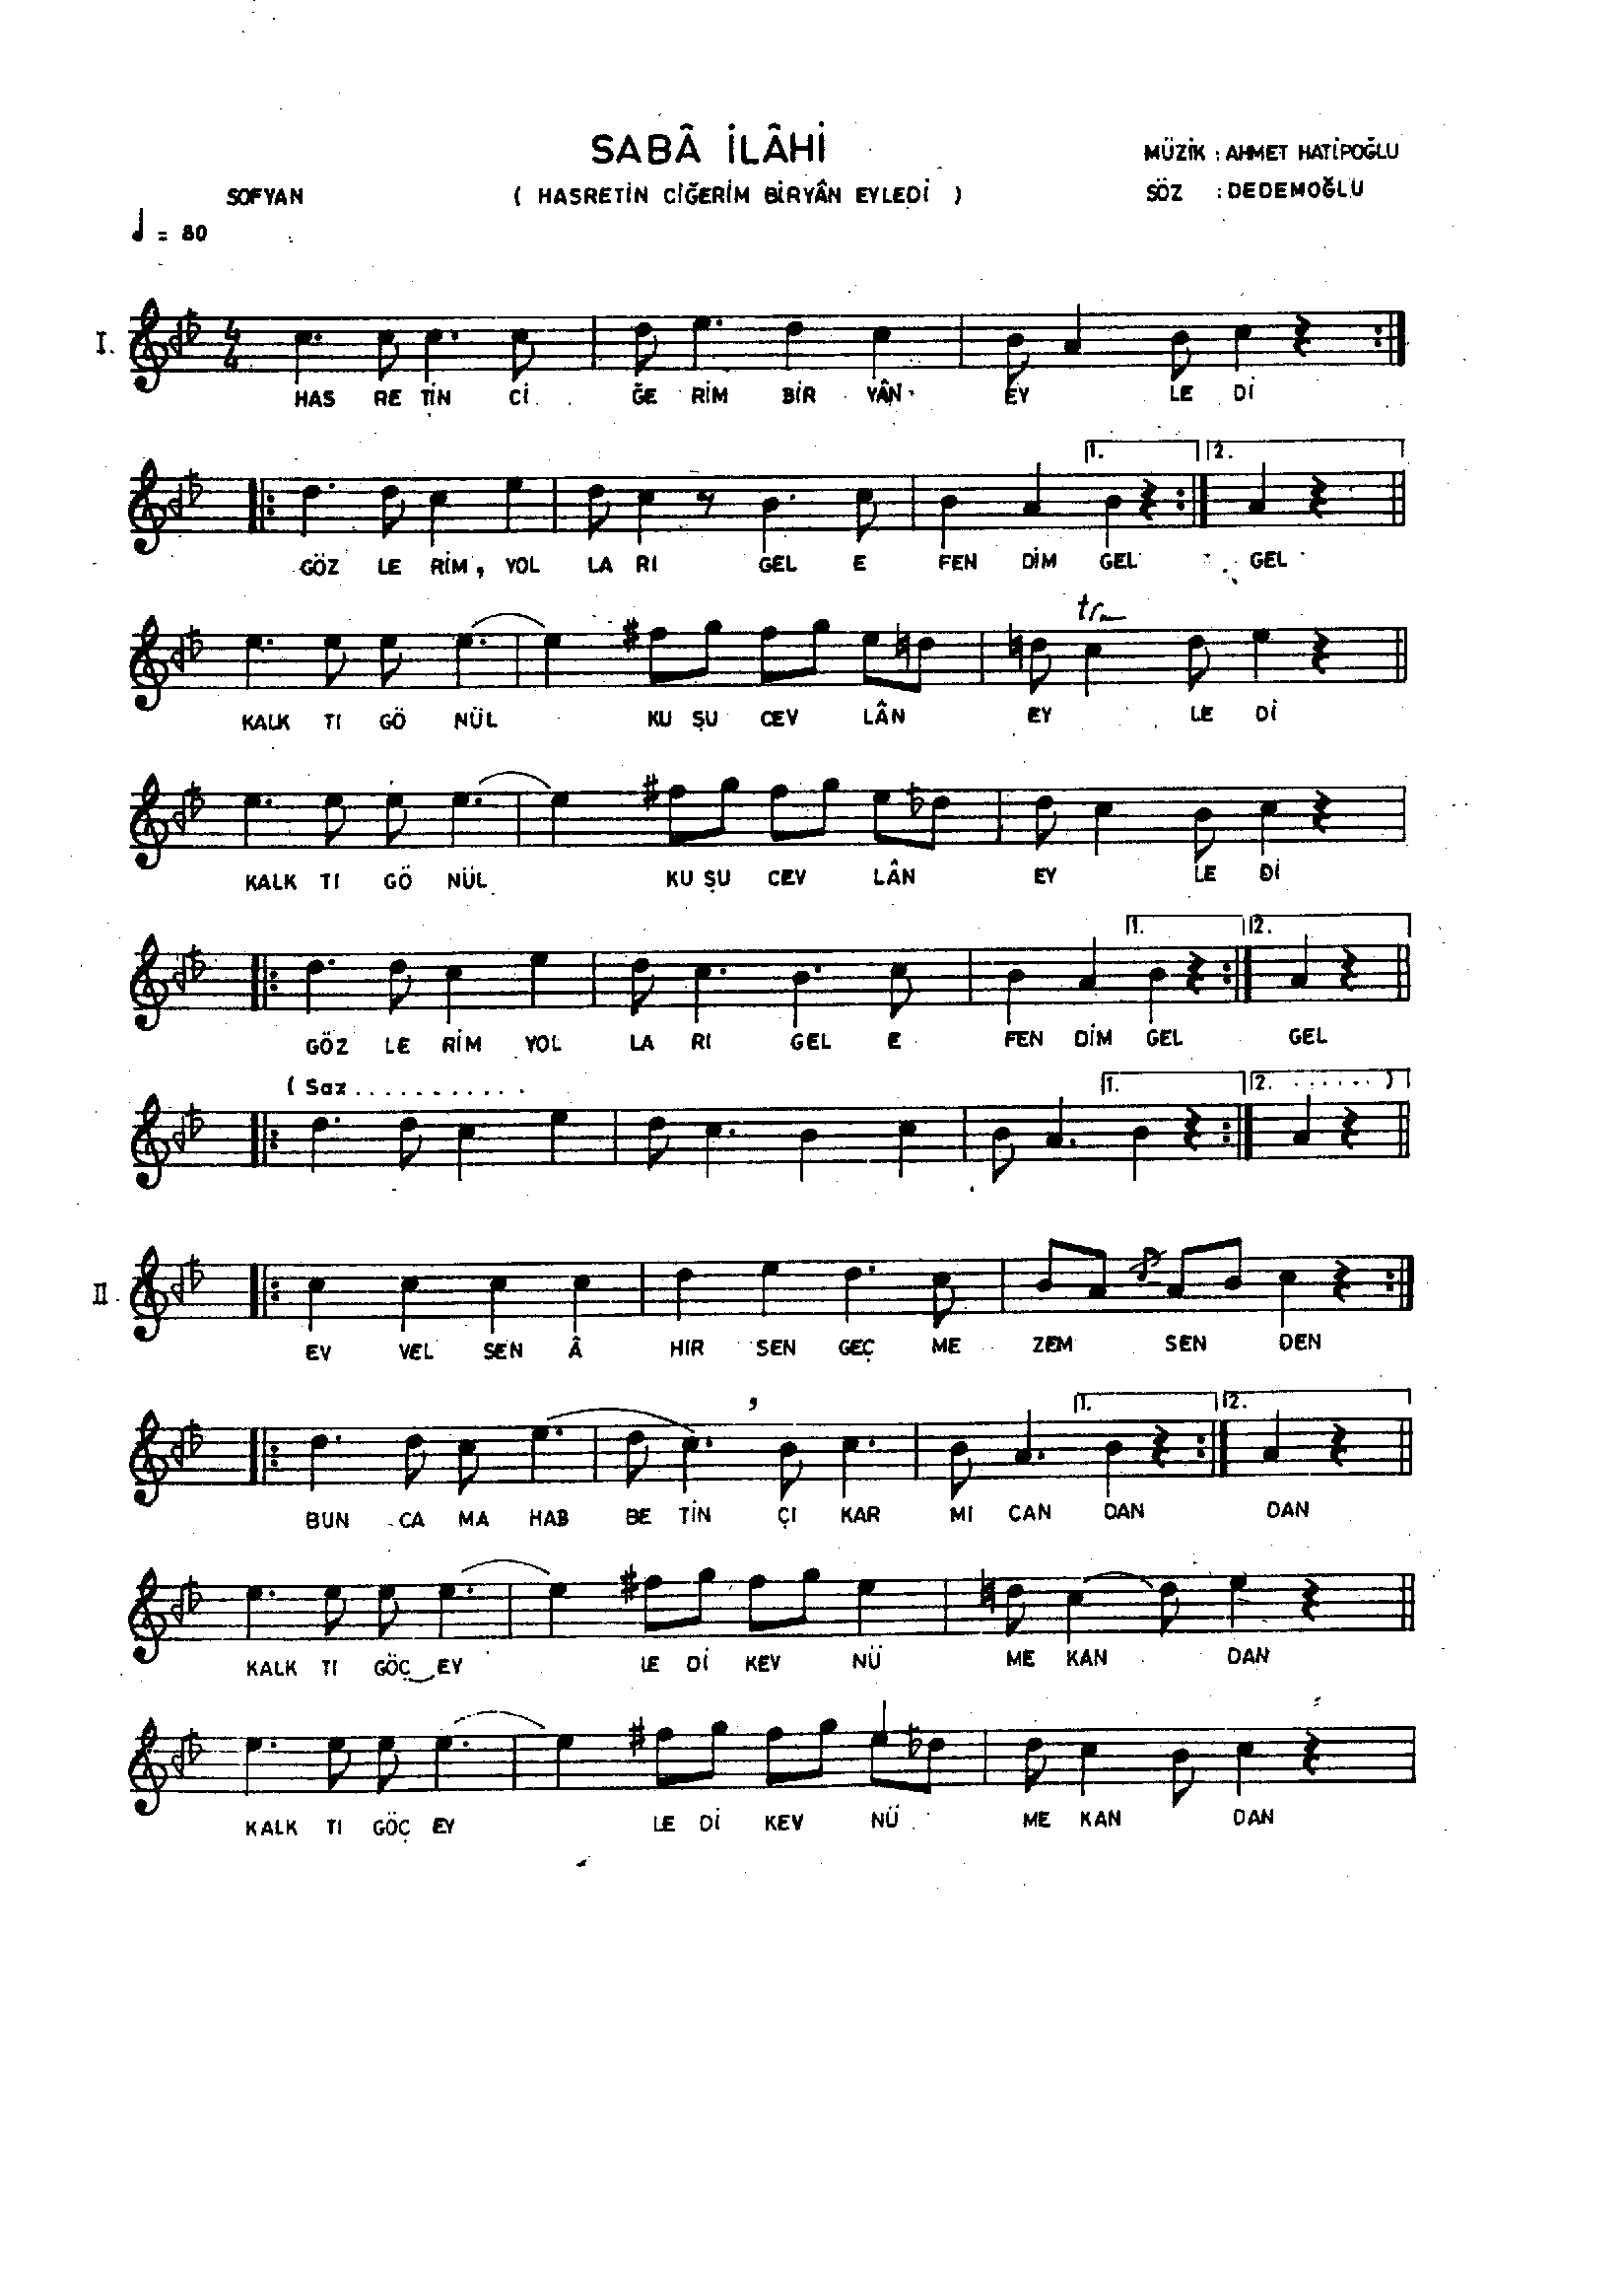 SABÂ İLÂHİ
MÜZİK : AHMET HATİPOĞLU
SOFYAN
( HASRETİN CİĞERİM BİRYÂN EYLEDİ )
SÖZ : DEDEMOĞLU
= 80
I.
4
4
HAS RE TİN Cİ ĞE RİM BİR YÂN EY LE Dİ
1. 2.
GÖZ LE RİM, YOL LA RI GEL E FEN DİM GEL GEL
tr
KALK TI GÖ NÜL KU ŞU CEV LÂN EY LE Dİ
KALK TI GÖ NÜL KU ŞU CEV LÂN EY LE Dİ
1. 2.
GÖZ LE RİM YOL LA RI GEL E FEN DİM GEL GEL
( Saz . . . . . . . . . . . 1. 2. . . . . . . )
II.
EV VEL SEN Â HIR SEN GEÇ ME ZEM SEN DEN
1. 2.
BUN CA MA HAB BE TİN ÇI KAR MI CAN DAN DAN
KALK TI GÖÇ EY LE Dİ KEV NÜ ME KAN DAN
KALK TI GÖÇ EY LE Dİ KEV NÜ ME KAN DAN